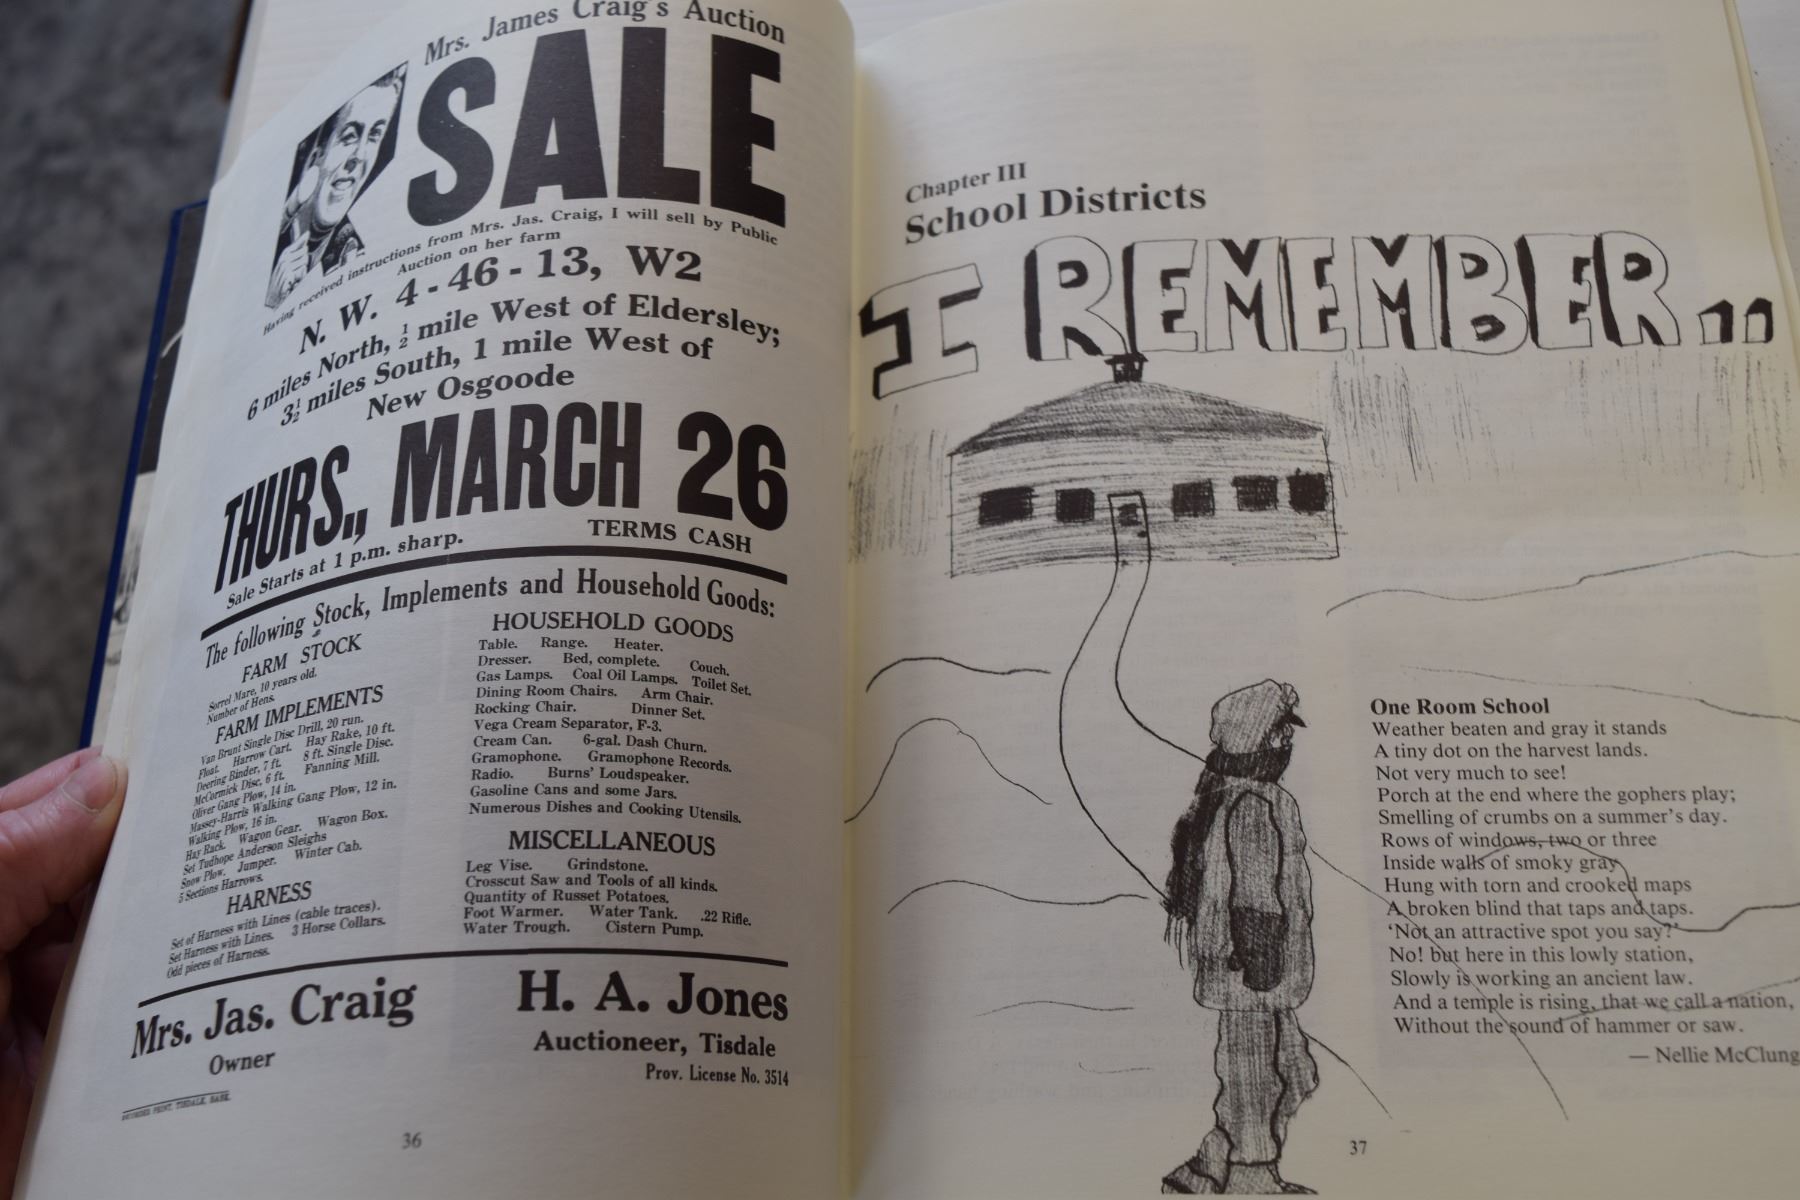 Mrs. James Craig's Auction
SALE
Having received instructions from Mrs. Jas. Craig, I will sell by Public
Auction on her farm
N. W. 4 - 46 - 13, W2
6 miles North, ½ mile West of Eldersley;
3½ miles South, 1 mile West of
New Osgoode
THURS., MARCH 26
Sale Starts at 1 p.m. sharp. TERMS CASH
The following Stock, Implements and Household Goods:
FARM STOCK
Sorrel Mare, 10 years old.
Number of Hens.
FARM IMPLEMENTS
Van Brunt Single Disc Drill, 20 run.
Float. Harrow Cart. Hay Rake, 10 ft.
Deering Binder, 7 ft. 8 ft. Single Disc.
McCormick Disc, 6 ft. Fanning Mill.
Oliver Gang Plow, 14 in.
Massey-Harris Walking Gang Plow, 12 in.
Walking Plow, 16 in.
Hay Rack. Wagon Gear. Wagon Box.
Set Tudhope Anderson Sleighs
Snow Plow. Jumper. Winter Cab.
5 Sections Harrows.
HARNESS
Set of Harness with Lines (cable traces).
Set Harness with Lines. 3 Horse Collars.
Odd pieces of Harness.
HOUSEHOLD GOODS
Table. Range. Heater.
Dresser. Bed, complete. Couch.
Gas Lamps. Coal Oil Lamps. Toilet Set.
Dining Room Chairs. Arm Chair.
Rocking Chair. Dinner Set.
Vega Cream Separator, F-3.
Cream Can. 6-gal. Dash Churn.
Gramophone. Gramophone Records.
Radio. Burns' Loudspeaker.
Gasoline Cans and some Jars.
Numerous Dishes and Cooking Utensils.
MISCELLANEOUS
Leg Vise. Grindstone.
Crosscut Saw and Tools of all kinds.
Quantity of Russet Potatoes.
Foot Warmer. Water Tank. .22 Rifle.
Water Trough. Cistern Pump.
Mrs. Jas. Craig
Owner
H. A. Jones
Auctioneer, Tisdale
Prov. License No. 3514
PRINT, TISDALE, SASK.
36
Chapter III
School Districts
I REMEMBER..
One Room School
Weather beaten and gray it stands
A tiny dot on the harvest lands.
Not very much to see!
Porch at the end where the gophers play;
Smelling of crumbs on a summer's day.
Rows of windows, two or three
Inside walls of smoky gray
Hung with torn and crooked maps
A broken blind that taps and taps.
'Not an attractive spot you say?'
No! but here in this lowly station,
Slowly is working an ancient law.
And a temple is rising, that we call a nation,
Without the sound of hammer or saw.
— Nellie McClung
37